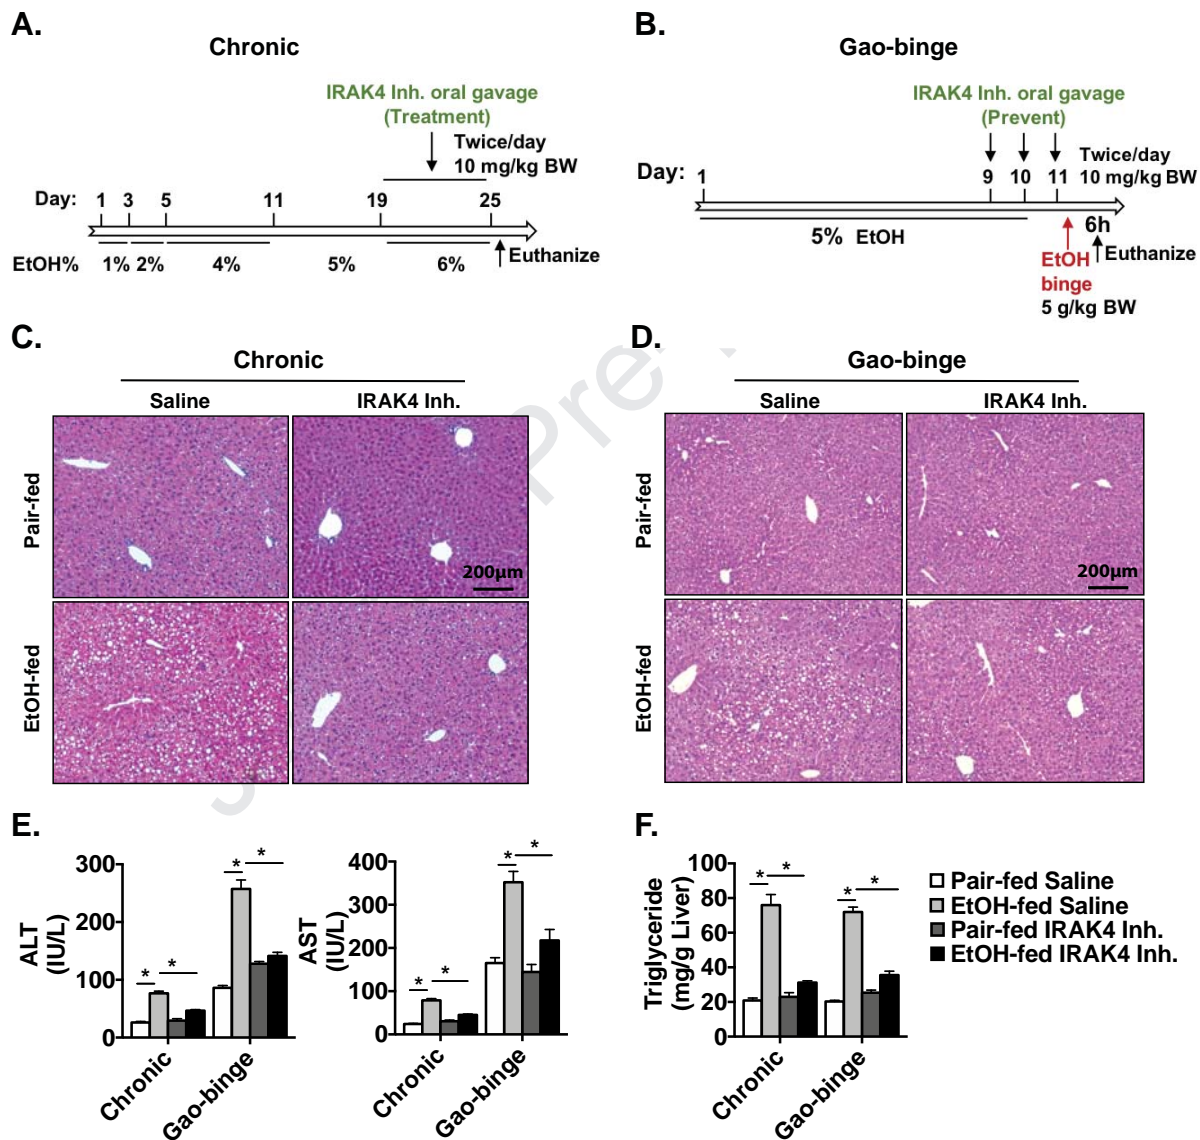 A.
Chronic
IRAK4 Inh. oral gavage
(Treatment)
Twice/day
10 mg/kg BW
Day: 1 3 5 11 19 25
EtOH% 1% 2% 4% 5% 6% Euthanize
B.
Gao-binge
IRAK4 Inh. oral gavage
(Prevent)
Twice/day
Day: 1 9 10 11 10 mg/kg BW
5% EtOH
6h
EtOH
binge
5 g/kg BW
Euthanize
C.
Chronic
Saline IRAK4 Inh.
Pair-fed
200µm
EtOH-fed
D.
Gao-binge
Saline IRAK4 Inh.
Pair-fed
200µm
EtOH-fed
Pre
E.
ALT
(IU/L)
300
200
100
0
* *
* *
Chronic
Gao-binge
AST
(IU/L)
400
300
200
100
0
* *
* *
Chronic
Gao-binge
F.
Triglyceride
(mg/g Liver)
100
80
60
40
20
0
* *
* *
Chronic
Gao-binge
Pair-fed Saline
EtOH-fed Saline
Pair-fed IRAK4 Inh.
EtOH-fed IRAK4 Inh.